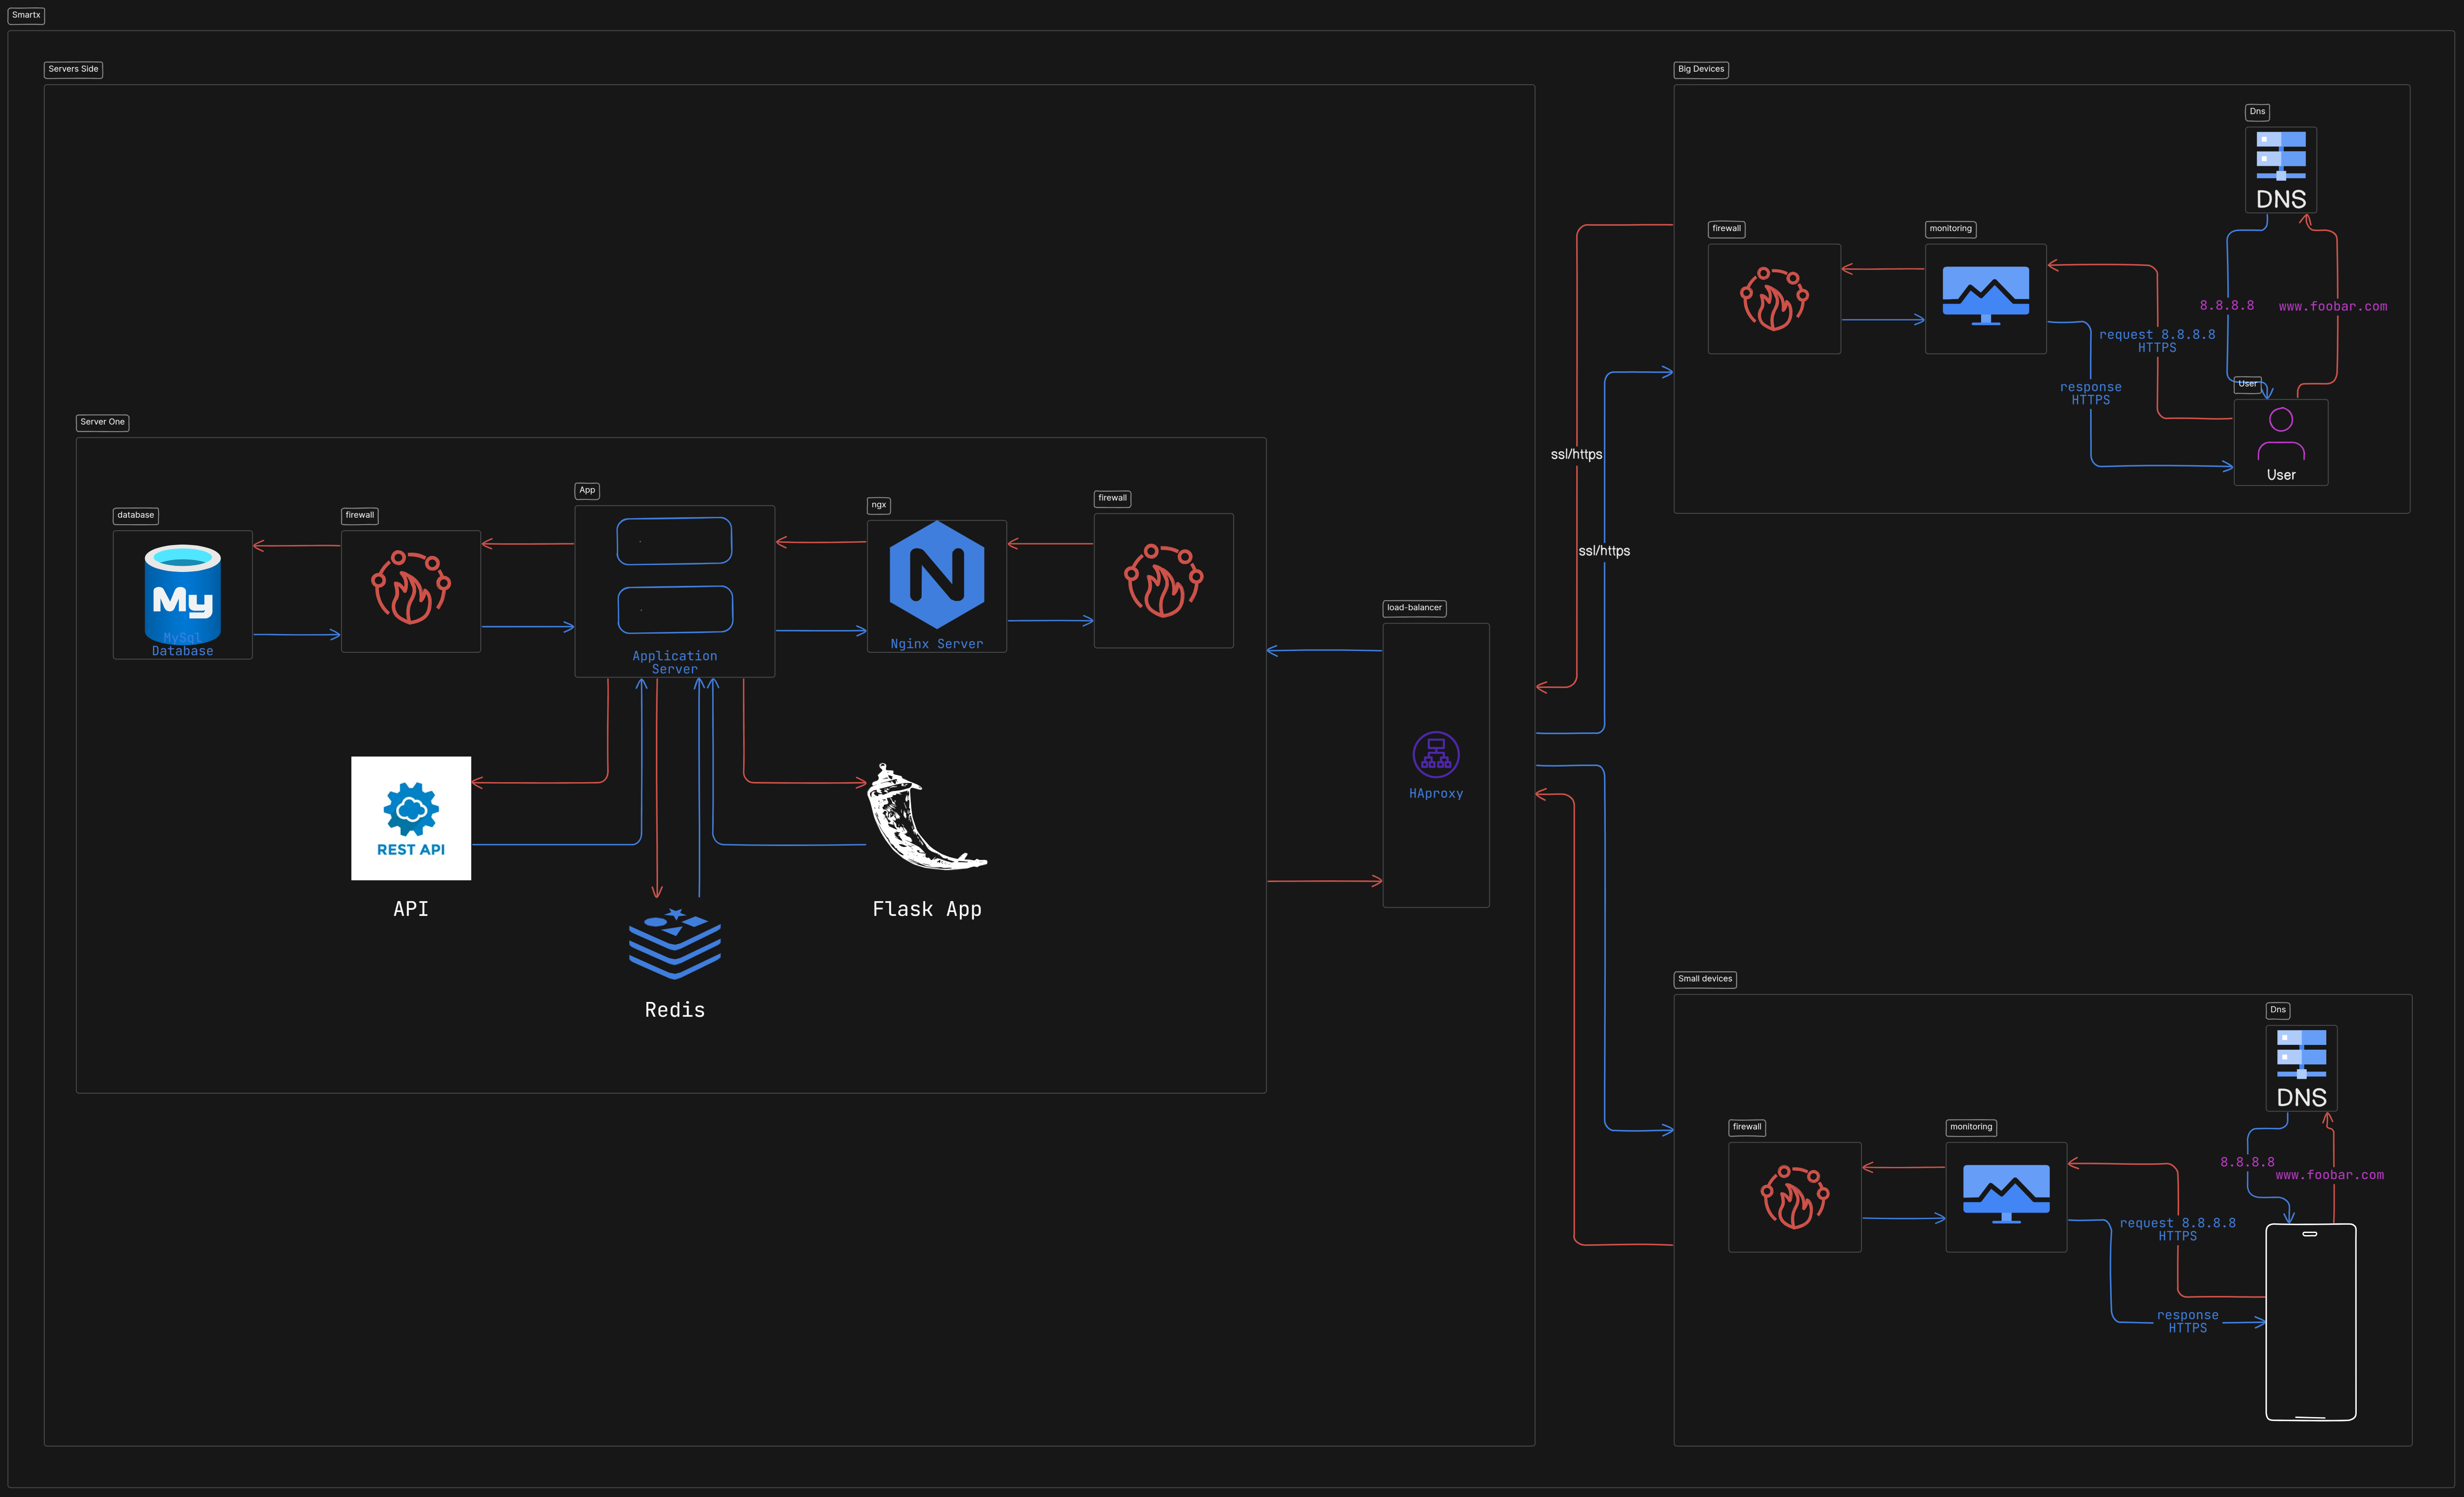 Smartx
Servers Side
Server One
database
My
MySql
Database
firewall
App
Application
Server
ngx
N
Nginx Server
firewall
REST API
API
Redis
Flask App
load-balancer
HAproxy
ssl/https
ssl/https
Big Devices
Dns
DNS
firewall
monitoring
8.8.8.8
www.foobar.com
request 8.8.8.8
HTTPS
response
HTTPS
User
User
Small devices
Dns
DNS
firewall
monitoring
8.8.8.8
www.foobar.com
request 8.8.8.8
HTTPS
response
HTTPS